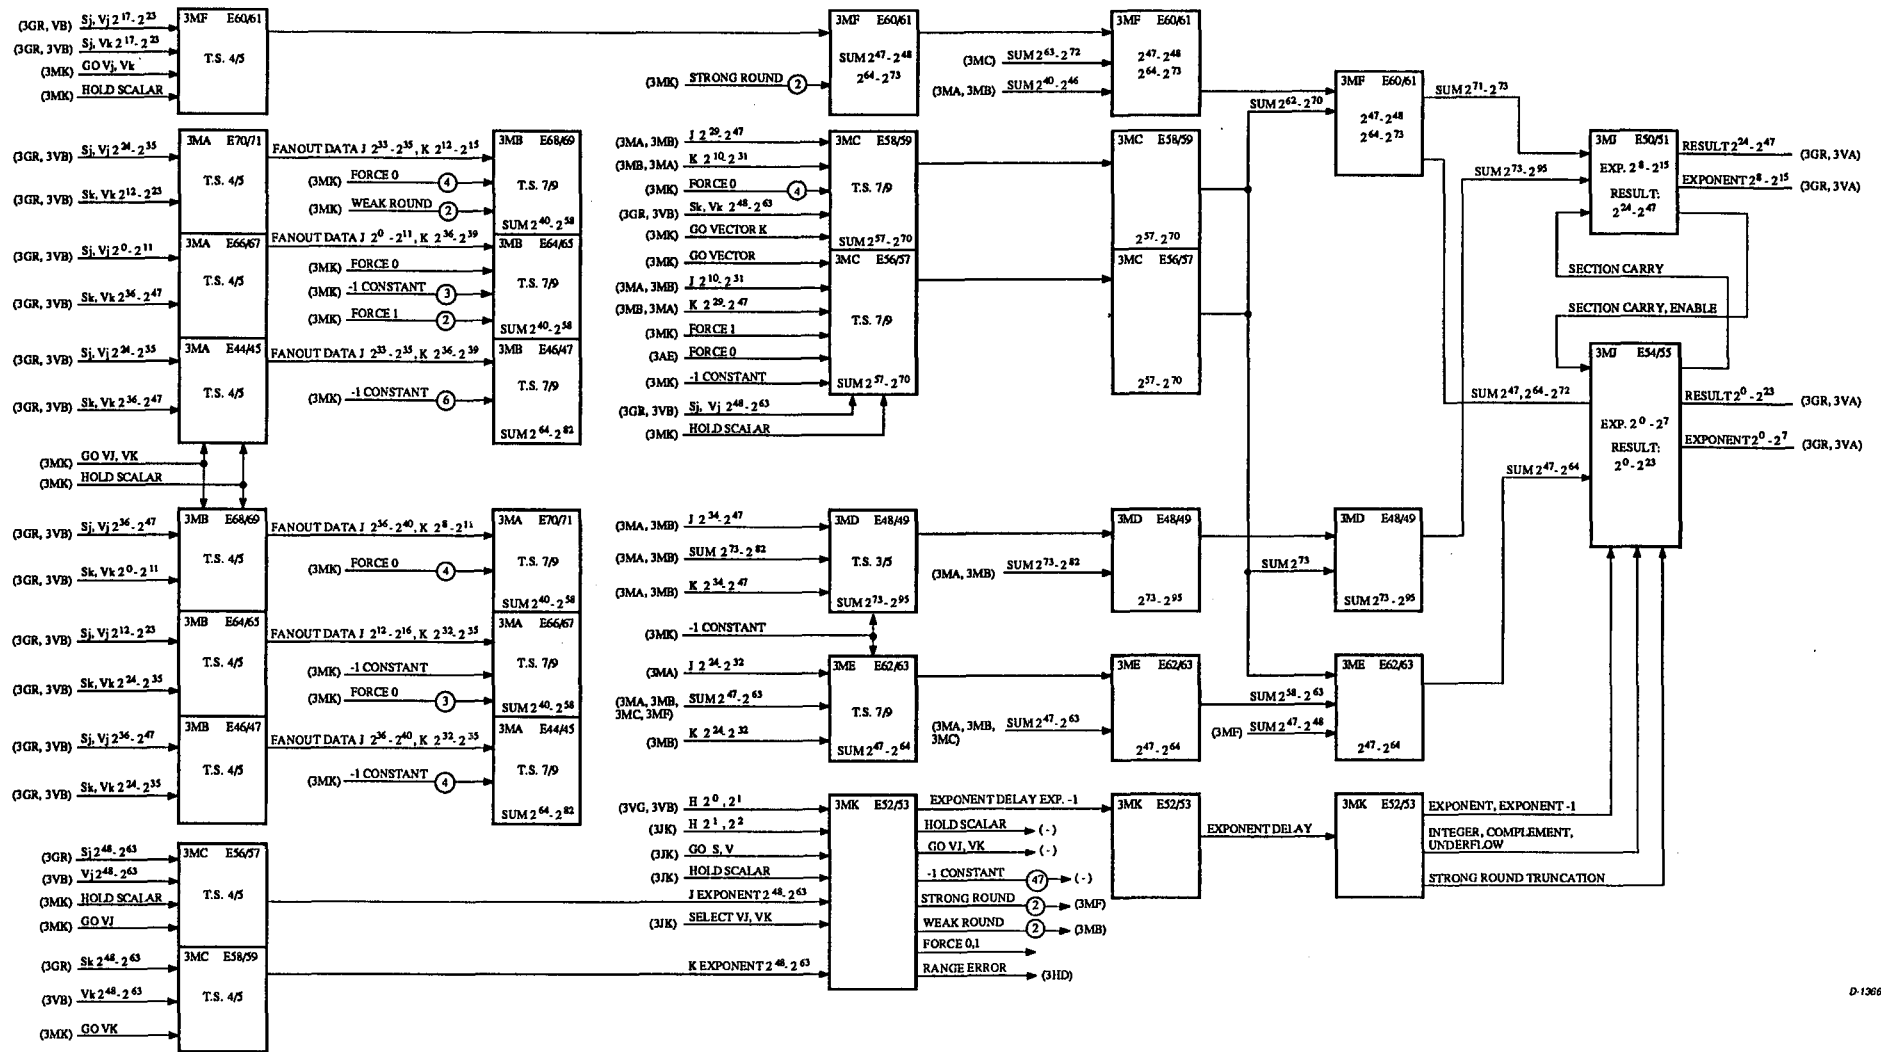 (3GR, VB) Sj, Vj 2^17 - 2^23
(3GR, 3VB) Sj, Vk 2^17 - 2^23
(3MK) GO Vj, Vk
(3MK) HOLD SCALAR
3MF E60/61
T.S. 4/5
(3MK) STRONG ROUND 2
3MF E60/61
SUM 2^47 - 2^48
2^64 - 2^73
(3MC) SUM 2^63 - 2^72
(3MA, 3MB) SUM 2^40 - 2^46
3MF E60/61
2^47 - 2^48
2^64 - 2^73
SUM 2^62 - 2^70
3MF E60/61
2^47 - 2^48
2^64 - 2^73
SUM 2^71 - 2^73
(3GR, 3VB) Sj, Vj 2^24 - 2^35
(3GR, 3VB) Sk, Vk 2^12 - 2^23
3MA E70/71
T.S. 4/5
(3GR, 3VB) Sj, Vj 2^0 - 2^11
(3GR, 3VB) Sk, Vk 2^36 - 2^47
3MA E66/67
T.S. 4/5
(3GR, 3VB) Sj, Vj 2^24 - 2^35
(3GR, 3VB) Sk, Vk 2^36 - 2^47
3MA E44/45
T.S. 4/5
FANOUT DATA J 2^33 - 2^35, K 2^12 - 2^15
(3MK) FORCE 0 4
(3MK) WEAK ROUND 2
3MB E68/69
T.S. 7/9
SUM 2^40 - 2^58
FANOUT DATA J 2^0 - 2^11, K 2^36 - 2^39
(3MK) FORCE 0
(3MK) -1 CONSTANT 3
(3MK) FORCE 1 2
3MB E64/65
T.S. 7/9
SUM 2^40 - 2^58
FANOUT DATA J 2^33 - 2^35, K 2^36 - 2^39
(3MK) -1 CONSTANT 6
3MB E46/47
T.S. 7/9
SUM 2^64 - 2^82
(3MA, 3MB) J 2^29 - 2^47
(3MB, 3MA) K 2^10 - 2^31
(3MK) FORCE 0 4
(3GR, 3VB) Sk, Vk 2^48 - 2^63
(3MK) GO VECTOR K
3MC E58/59
T.S. 7/9
SUM 2^57 - 2^70
(3MK) GO VECTOR
(3MA, 3MB) J 2^10 - 2^31
(3MB, 3MA) K 2^29 - 2^47
(3MK) FORCE 1
(3AE) FORCE 0
(3MK) -1 CONSTANT
3MC E56/57
T.S. 7/9
SUM 2^57 - 2^70
(3GR, 3VB) Sj, Vj 2^48 - 2^63
(3MK) HOLD SCALAR
3MC E58/59
2^57 - 2^70
3MC E56/57
2^57 - 2^70
SUM 2^73 - 2^95
3MJ E50/51
EXP. 2^8 - 2^15
RESULT:
2^24 - 2^47
RESULT 2^24 - 2^47 (3GR, 3VA)
EXPONENT 2^8 - 2^15 (3GR, 3VA)
SECTION CARRY
SECTION CARRY, ENABLE
3MJ E54/55
EXP. 2^0 - 2^7
RESULT:
2^0 - 2^23
SUM 2^47, 2^64 - 2^72
SUM 2^47 - 2^64
RESULT 2^0 - 2^23 (3GR, 3VA)
EXPONENT 2^0 - 2^7 (3GR, 3VA)
(3MK) GO VJ, VK
(3MK) HOLD SCALAR
(3GR, 3VB) Sj, Vj 2^36 - 2^47
(3GR, 3VB) Sk, Vk 2^0 - 2^11
3MB E68/69
T.S. 4/5
(3GR, 3VB) Sj, Vj 2^12 - 2^23
(3GR, 3VB) Sk, Vk 2^24 - 2^35
3MB E64/65
T.S. 4/5
(3GR, 3VB) Sj, Vj 2^36 - 2^47
(3GR, 3VB) Sk, Vk 2^24 - 2^35
3MB E46/47
T.S. 4/5
FANOUT DATA J 2^36 - 2^40, K 2^8 - 2^11
(3MK) FORCE 0 4
3MA E70/71
T.S. 7/9
SUM 2^40 - 2^58
FANOUT DATA J 2^12 - 2^16, K 2^32 - 2^35
(3MK) -1 CONSTANT
(3MK) FORCE 0 3
3MA E66/67
T.S. 7/9
SUM 2^40 - 2^58
FANOUT DATA J 2^36 - 2^40, K 2^32 - 2^35
(3MK) -1 CONSTANT 4
3MA E44/45
T.S. 7/9
SUM 2^64 - 2^82
(3MA, 3MB) J 2^34 - 2^47
(3MA, 3MB) SUM 2^73 - 2^82
(3MA, 3MB) K 2^34 - 2^47
3MD E48/49
T.S. 3/5
SUM 2^73 - 2^95
(3MK) -1 CONSTANT
(3MA, 3MB) SUM 2^73 - 2^82
3MD E48/49
2^73 - 2^95
SUM 2^73
3MD E48/49
SUM 2^73 - 2^95
(3MA) J 2^24 - 2^32
(3MA, 3MB, 3MC, 3MF) SUM 2^47 - 2^63
(3MB) K 2^24 - 2^32
3ME E62/63
T.S. 7/9
SUM 2^47 - 2^64
(3MA, 3MB, 3MC) SUM 2^47 - 2^63
3ME E62/63
2^47 - 2^64
SUM 2^58 - 2^63
(3MF) SUM 2^47 - 2^48
3ME E62/63
2^47 - 2^64
(3GR) Sj 2^48 - 2^63
(3VB) Vj 2^48 - 2^63
(3MK) HOLD SCALAR
(3MK) GO VJ
3MC E56/57
T.S. 4/5
(3GR) Sk 2^48 - 2^63
(3VB) Vk 2^48 - 2^63
(3MK) GO VK
3MC E58/59
T.S. 4/5
(3VG, 3VB) H 2^0, 2^1
(3JK) H 2^1, 2^2
(3JK) GO S, V
(3JK) HOLD SCALAR
J EXPONENT 2^48 - 2^63
(3JK) SELECT VJ, VK
K EXPONENT 2^48 - 2^63
3MK E52/53
EXPONENT DELAY EXP. -1
HOLD SCALAR (-)
GO VJ, VK (-)
-1 CONSTANT 47 (-)
STRONG ROUND 2 (3MF)
WEAK ROUND 2 (3MB)
FORCE 0,1
RANGE ERROR (3HD)
3MK E52/53
EXPONENT DELAY
3MK E52/53
EXPONENT, EXPONENT -1
INTEGER, COMPLEMENT,
UNDERFLOW
STRONG ROUND TRUNCATION
D-1366